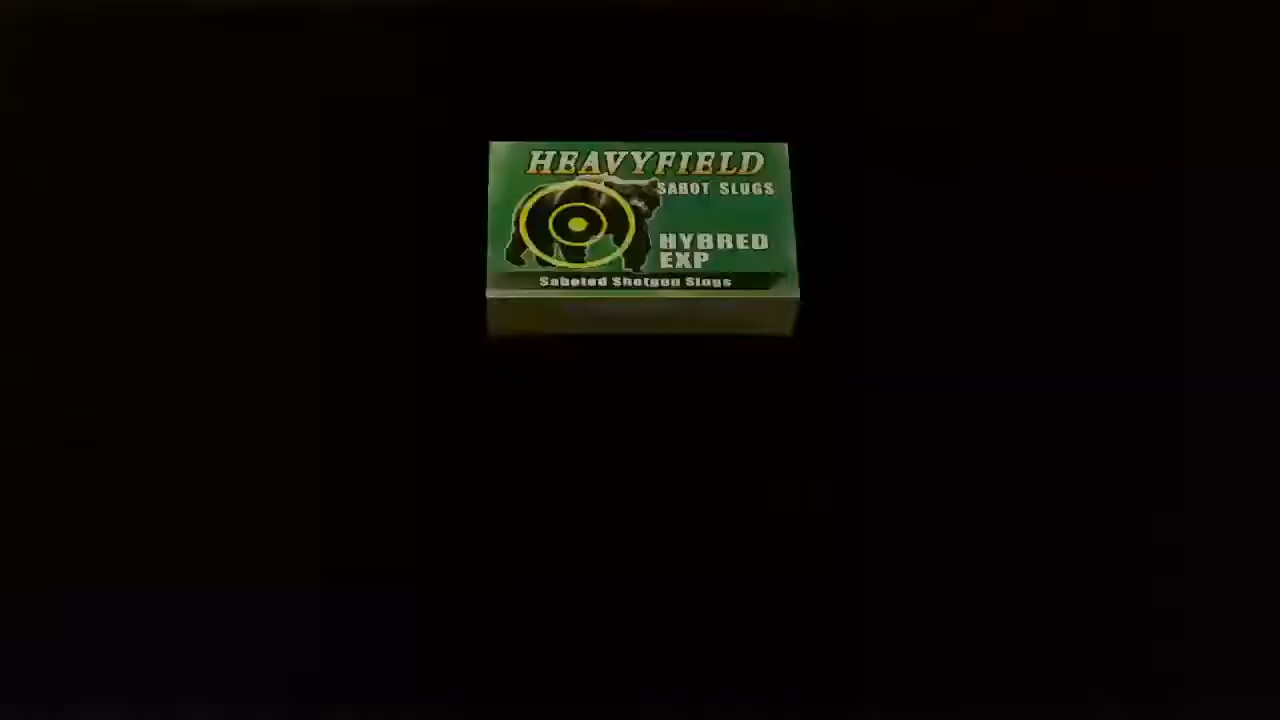 HEAVYFIELD
SABOT SLUGS
HYBRED
EXP
Saboted Shotgun Slugs